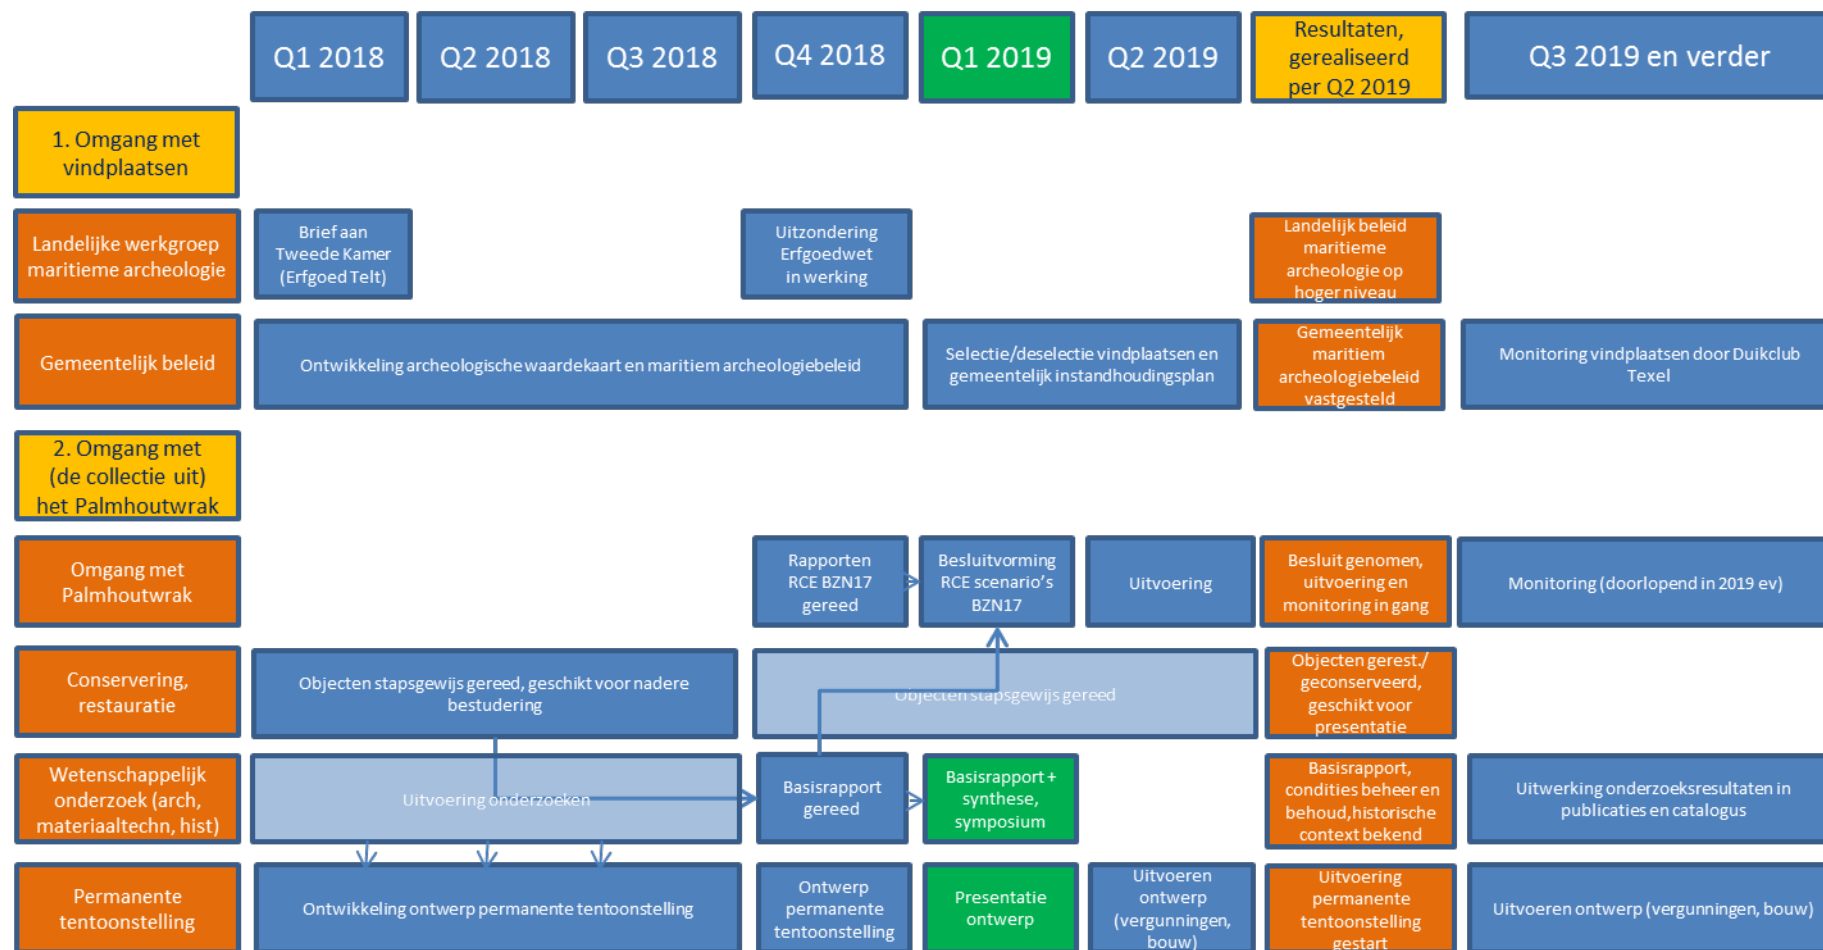 Q1 2018
Q2 2018
Q3 2018
Q4 2018
Q1 2019
Q2 2019
Resultaten,
gerealiseerd
per Q2 2019
Q3 2019 en verder
1. Omgang met
vindplaatsen
Landelijke werkgroep
maritieme archeologie
Brief aan
Tweede Kamer
(Erfgoed Telt)
Uitzondering
Erfgoedwet
in werking
Landelijk beleid
maritieme
archeologie op
hoger niveau
Gemeentelijk beleid
Ontwikkeling archeologische waardekaart en maritiem archeologiebeleid
Selectie/deselectie vindplaatsen en
gemeentelijk instandhoudingsplan
Gemeentelijk
maritiem
archeologiebeleid
vastgesteld
Monitoring vindplaatsen door Duikclub
Texel
2. Omgang met
(de collectie uit)
het Palmhoutwrak
Omgang met
Palmhoutwrak
Rapporten
RCE BZN17
gereed
Besluitvorming
RCE scenario's
BZN17
Uitvoering
Besluit genomen,
uitvoering en
monitoring in gang
Monitoring (doorlopend in 2019 ev)
Conservering,
restauratie
Objecten stapsgewijs gereed, geschikt voor nadere
bestudering
Objecten stapsgewijs gereed
Objecten gerest./
geconserveerd,
geschikt voor
presentatie
Wetenschappelijk
onderzoek (arch,
materiaaltechn, hist)
Uitvoering onderzoeken
Basisrapport
gereed
Basisrapport +
synthese,
symposium
Basisrapport,
condities beheer en
behoud, historische
context bekend
Uitwerking onderzoeksresultaten in
publicaties en catalogus
Permanente
tentoonstelling
Ontwikkeling ontwerp permanente tentoonstelling
Ontwerp
permanente
tentoonstelling
Presentatie
ontwerp
Uitvoeren
ontwerp
(vergunningen,
bouw)
Uitvoering
permanente
tentoonstelling
gestart
Uitvoeren ontwerp (vergunningen, bouw)